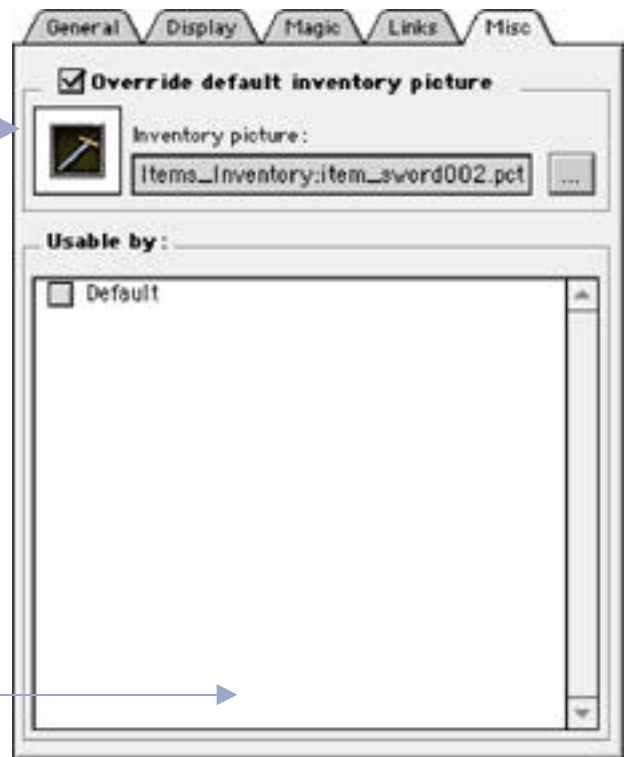 General Display Magic Links Misc
Override default inventory picture
Inventory picture:
Items_Inventory:item_sword002.pct ...
Usable by:
Default